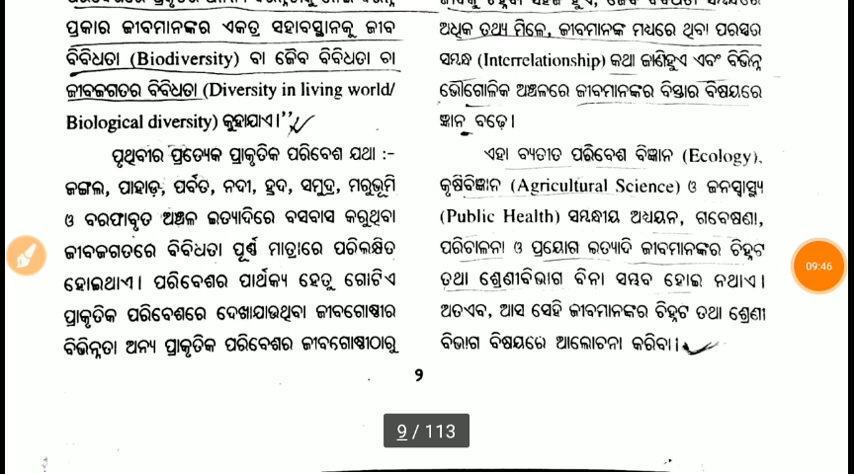 ପ୍ରକାର ଜୀବମାନଙ୍କର ଏକତ୍ର ସହାବସ୍ଥାନକୁ ଜୀବ
ବିବିଧତା (Biodiversity) ବା ଜୈବ ବିବିଧତା ବା
ଜୀବଜଗତର ବିବିଧତା (Diversity in living world/
Biological diversity) କୁହାଯାଏ।''
ପୃଥିବୀର ପ୍ରତ୍ୟେକ ପ୍ରାକୃତିକ ପରିବେଶ ଯଥା :-
ଜଙ୍ଗଲ, ପାହାଡ଼, ପର୍ବତ, ନଦୀ, ହ୍ରଦ, ସମୁଦ୍ର, ମରୁଭୂମି
ଓ ବରଫାବୃତ ଅଞ୍ଚଳ ଇତ୍ୟାଦିରେ ବସବାସ କରୁଥିବା
ଜୀବଜଗତରେ ବିବିଧତା ପୂର୍ଣ୍ଣ ମାତ୍ରାରେ ପରିଲକ୍ଷିତ
ହୋଇଥାଏ। ପରିବେଶର ପାର୍ଥକ୍ୟ ହେତୁ ଗୋଟିଏ
ପ୍ରାକୃତିକ ପରିବେଶରେ ଦେଖାଯାଉଥିବା ଜୀବଗୋଷ୍ଠୀର
ବିଭିନ୍ନତା ଅନ୍ୟ ପ୍ରାକୃତିକ ପରିବେଶର ଜୀବଗୋଷ୍ଠୀଠାରୁ
ଅଧିକ ତଥ୍ୟ ମିଳେ, ଜୀବମାନଙ୍କ ମଧ୍ୟରେ ଥିବା ପରସ୍ପର
ସମ୍ବନ୍ଧ (Interrelationship) କଥା ଜାଣିହୁଏ ଏବଂ ବିଭିନ୍ନ
ଭୌଗୋଳିକ ଅଞ୍ଚଳରେ ଜୀବମାନଙ୍କର ବିସ୍ତାର ବିଷୟରେ
ଜ୍ଞାନ ବଢ଼େ।
ଏହା ବ୍ୟତୀତ ପରିବେଶ ବିଜ୍ଞାନ (Ecology),
କୃଷିବିଜ୍ଞାନ (Agricultural Science) ଓ ଜନସ୍ୱାସ୍ଥ୍ୟ
(Public Health) ସମ୍ବନ୍ଧୀୟ ଅଧ୍ୟୟନ, ଗବେଷଣା,
ପରିଚାଳନା ଓ ପ୍ରୟୋଗ ଇତ୍ୟାଦି ଜୀବମାନଙ୍କର ଚିହ୍ନଟ
ତଥା ଶ୍ରେଣୀବିଭାଗ ବିନା ସମ୍ଭବ ହୋଇ ନଥାଏ।
ଅତଏବ, ଆସ ସେହି ଜୀବମାନଙ୍କର ଚିହ୍ନଟ ତଥା ଶ୍ରେଣୀ
ବିଭାଗ ବିଷୟରେ ଆଲୋଚନା କରିବା।
୨
9 / 113
09:46